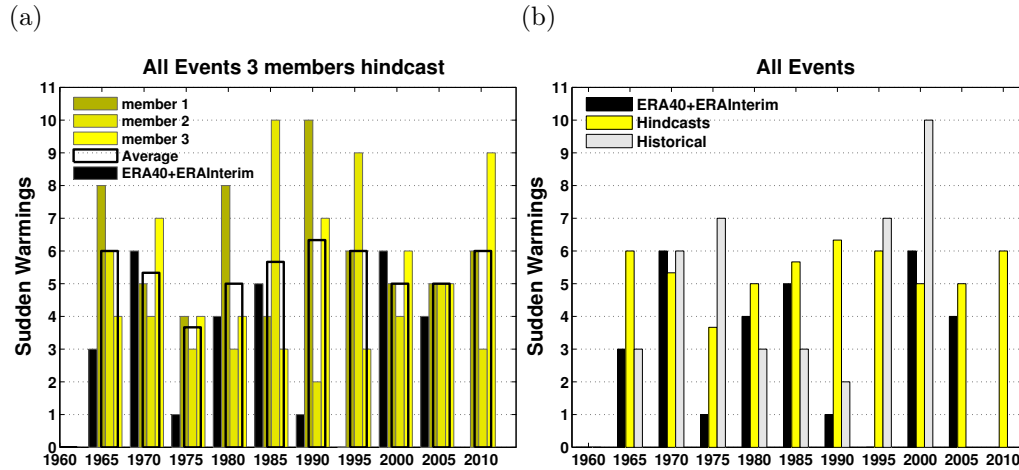 (a)
All Events 3 members hindcast
Sudden Warmings
11
10
9
8
7
6
5
4
3
2
1
0
member 1
member 2
member 3
Average
ERA40+ERAInterim
1960 1965 1970 1975 1980 1985 1990 1995 2000 2005 2010
(b)
All Events
Sudden Warmings
11
10
9
8
7
6
5
4
3
2
1
0
ERA40+ERAInterim
Hindcasts
Historical
1960 1965 1970 1975 1980 1985 1990 1995 2000 2005 2010